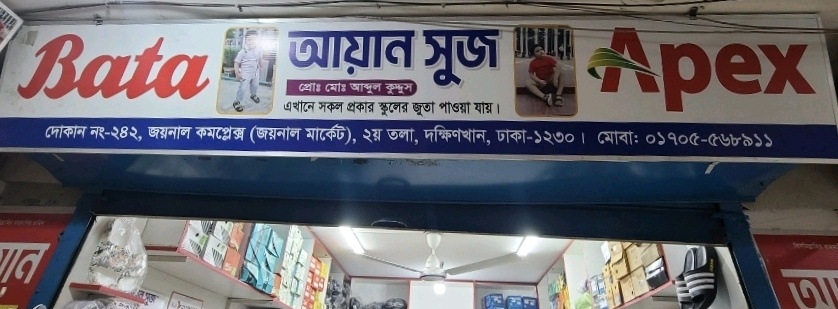 Bata
আয়ান সুজ
Apex
প্রোঃ মোঃ আব্দুল কুদ্দুস
এখানে সকল প্রকার স্কুলের জুতা পাওয়া যায়।
দোকান নং-২৪২, জয়নাল কমপ্লেক্স (জয়নাল মার্কেট), ২য় তলা, দক্ষিণখান, ঢাকা-১২৩০। মোবা: ০১৭০৫-৫৬৮৯১১